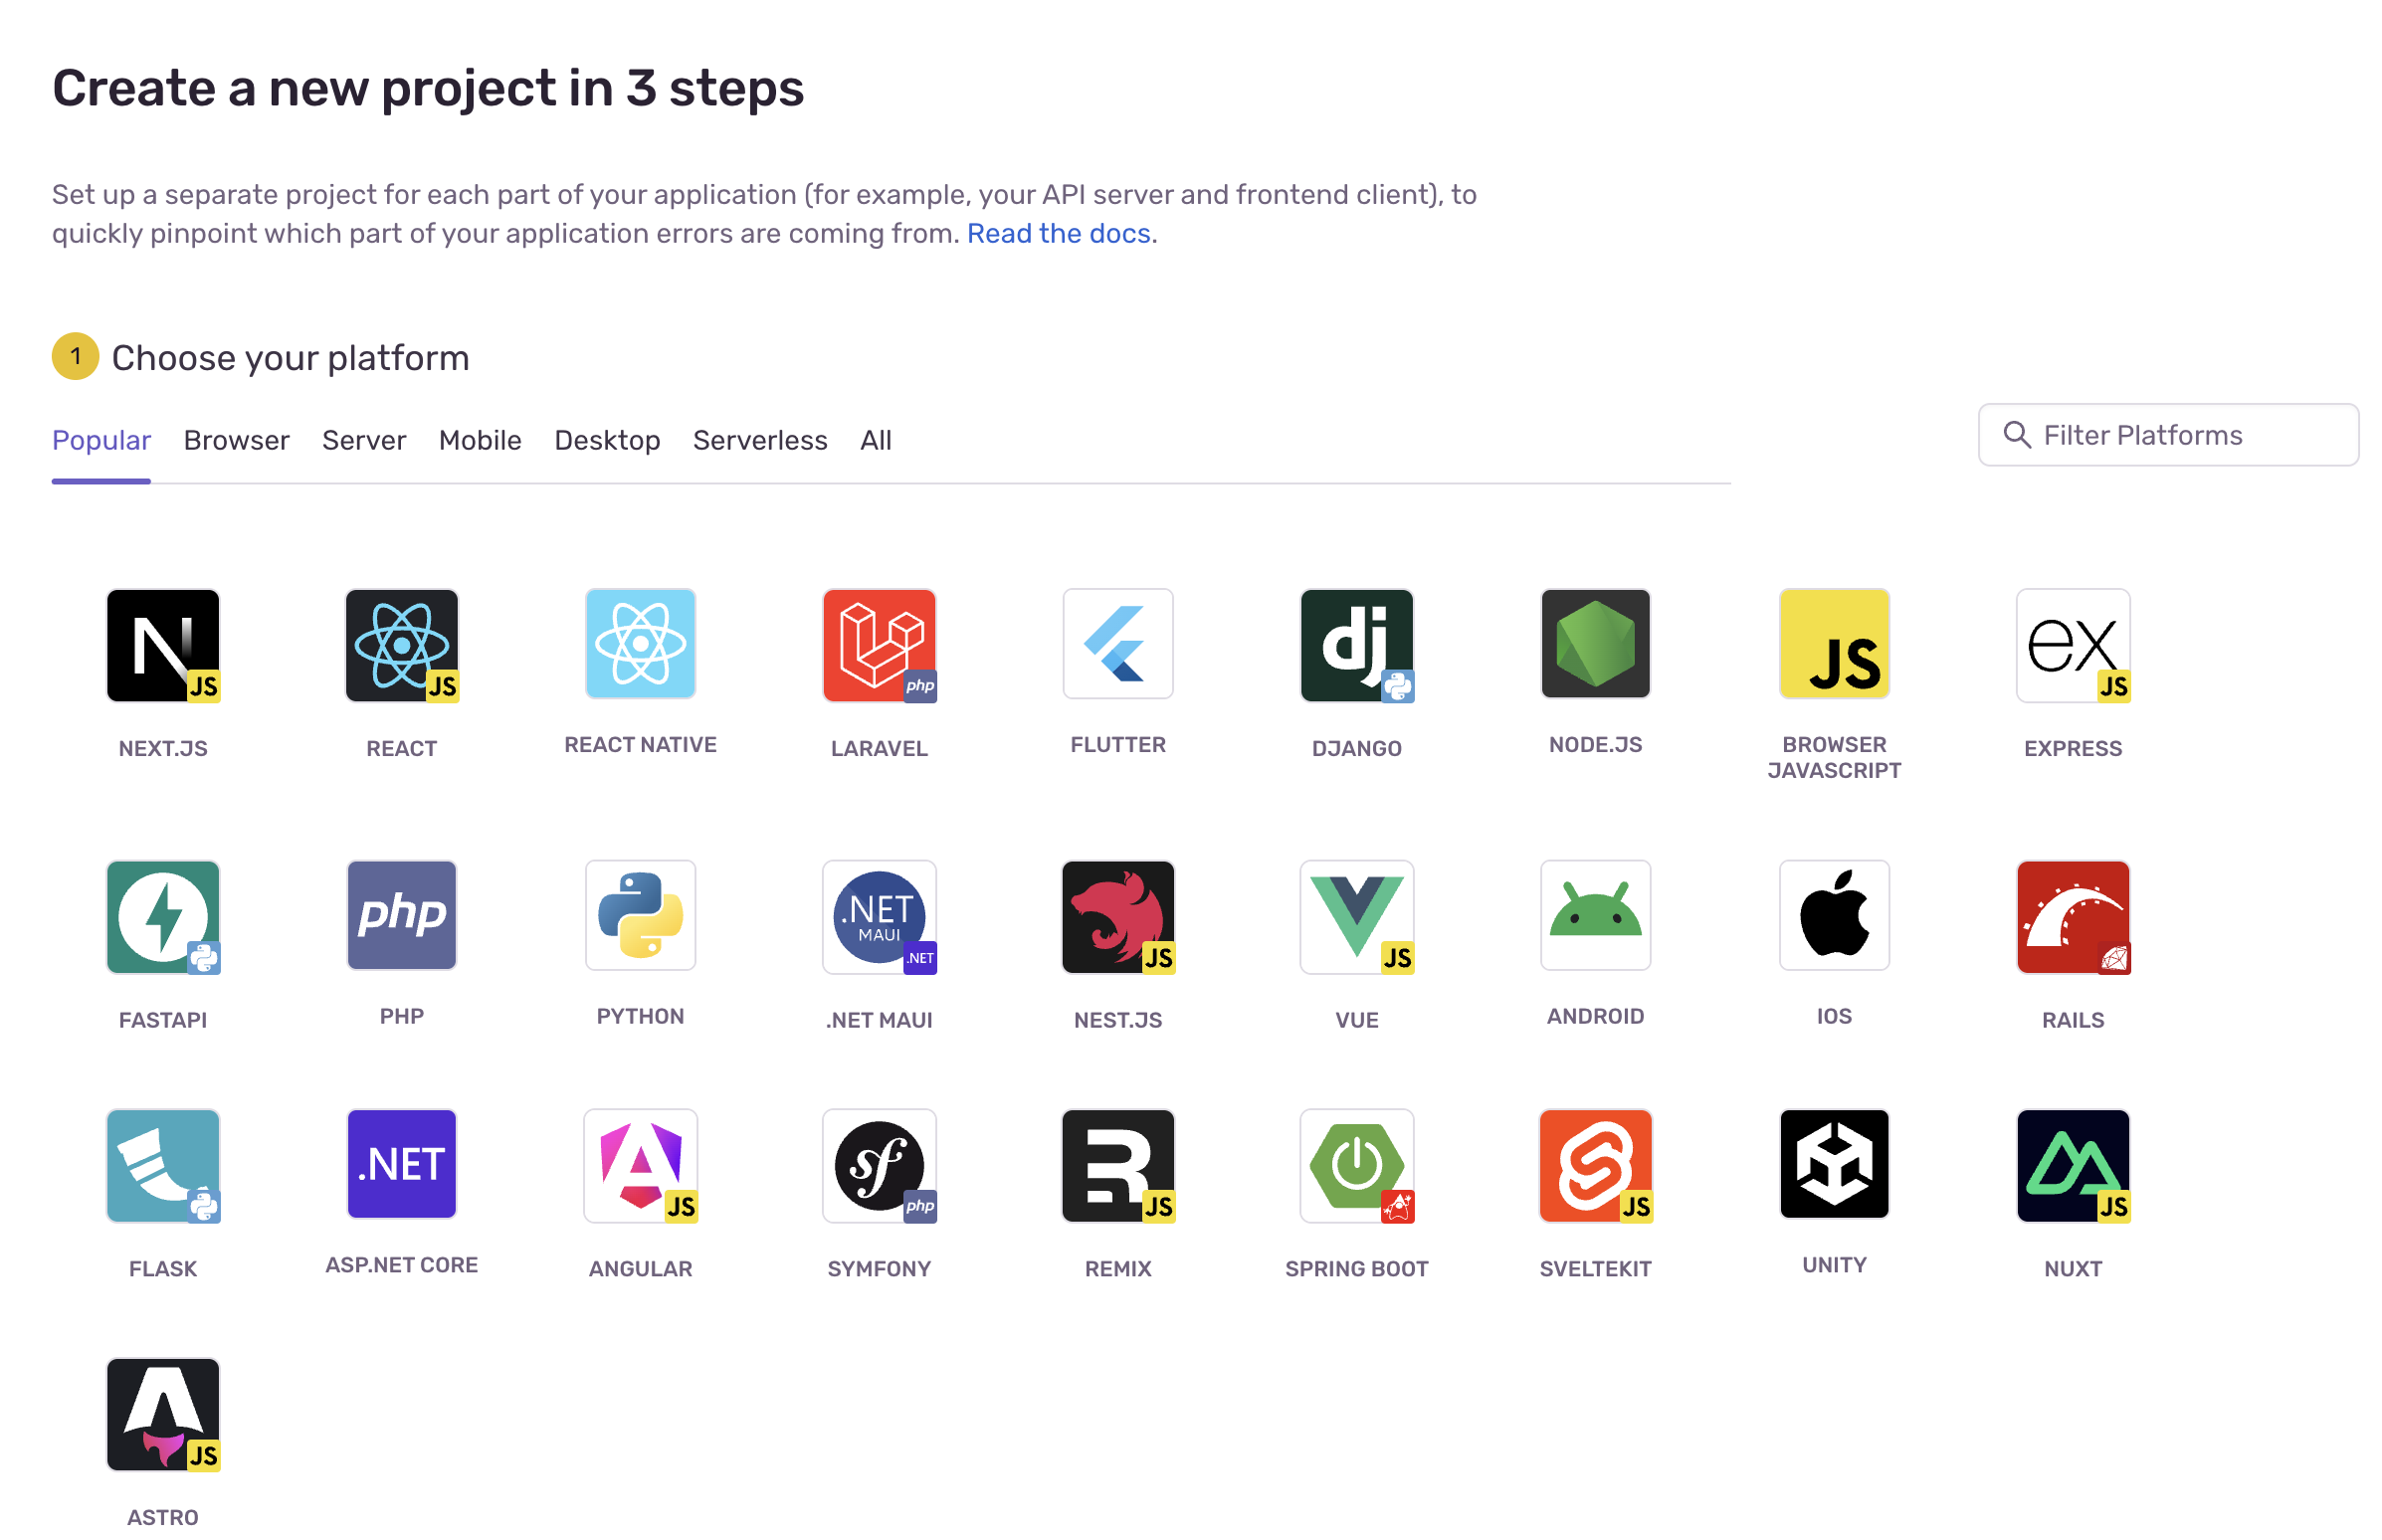 Create a new project in 3 steps
Set up a separate project for each part of your application (for example, your API server and frontend client), to
quickly pinpoint which part of your application errors are coming from. Read the docs.
1 Choose your platform
Popular Browser Server Mobile Desktop Serverless All
Filter Platforms
N JS
JS
php
dj
JS
ex JS
NEXT.JS
REACT
REACT NATIVE
LARAVEL
FLUTTER
DJANGO
NODE.JS
BROWSER
JAVASCRIPT
EXPRESS
php
.NET
MAUI
.NET
JS
JS
FASTAPI
PHP
PYTHON
.NET MAUI
NEST.JS
VUE
ANDROID
IOS
RAILS
.NET
JS
sf
php
R JS
JS
JS
FLASK
ASP.NET CORE
ANGULAR
SYMFONY
REMIX
SPRING BOOT
SVELTEKIT
UNITY
NUXT
JS
ASTRO